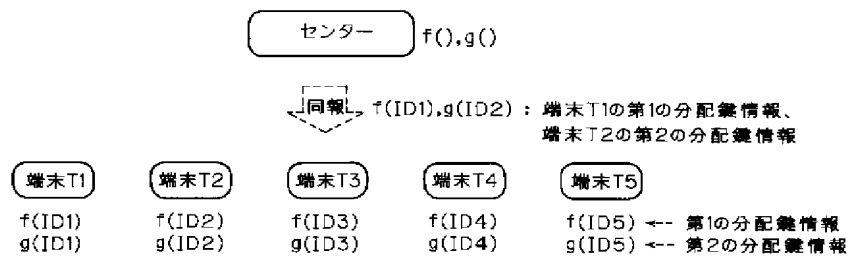 センター f(),g()
同報 f(ID1),g(ID2) : 端末T1の第1の分配鍵情報、
端末T2の第2の分配鍵情報
端末T1 端末T2 端末T3 端末T4 端末T5
f(ID1) f(ID2) f(ID3) f(ID4) f(ID5) <-- 第1の分配鍵情報
g(ID1) g(ID2) g(ID3) g(ID4) g(ID5) <-- 第2の分配鍵情報